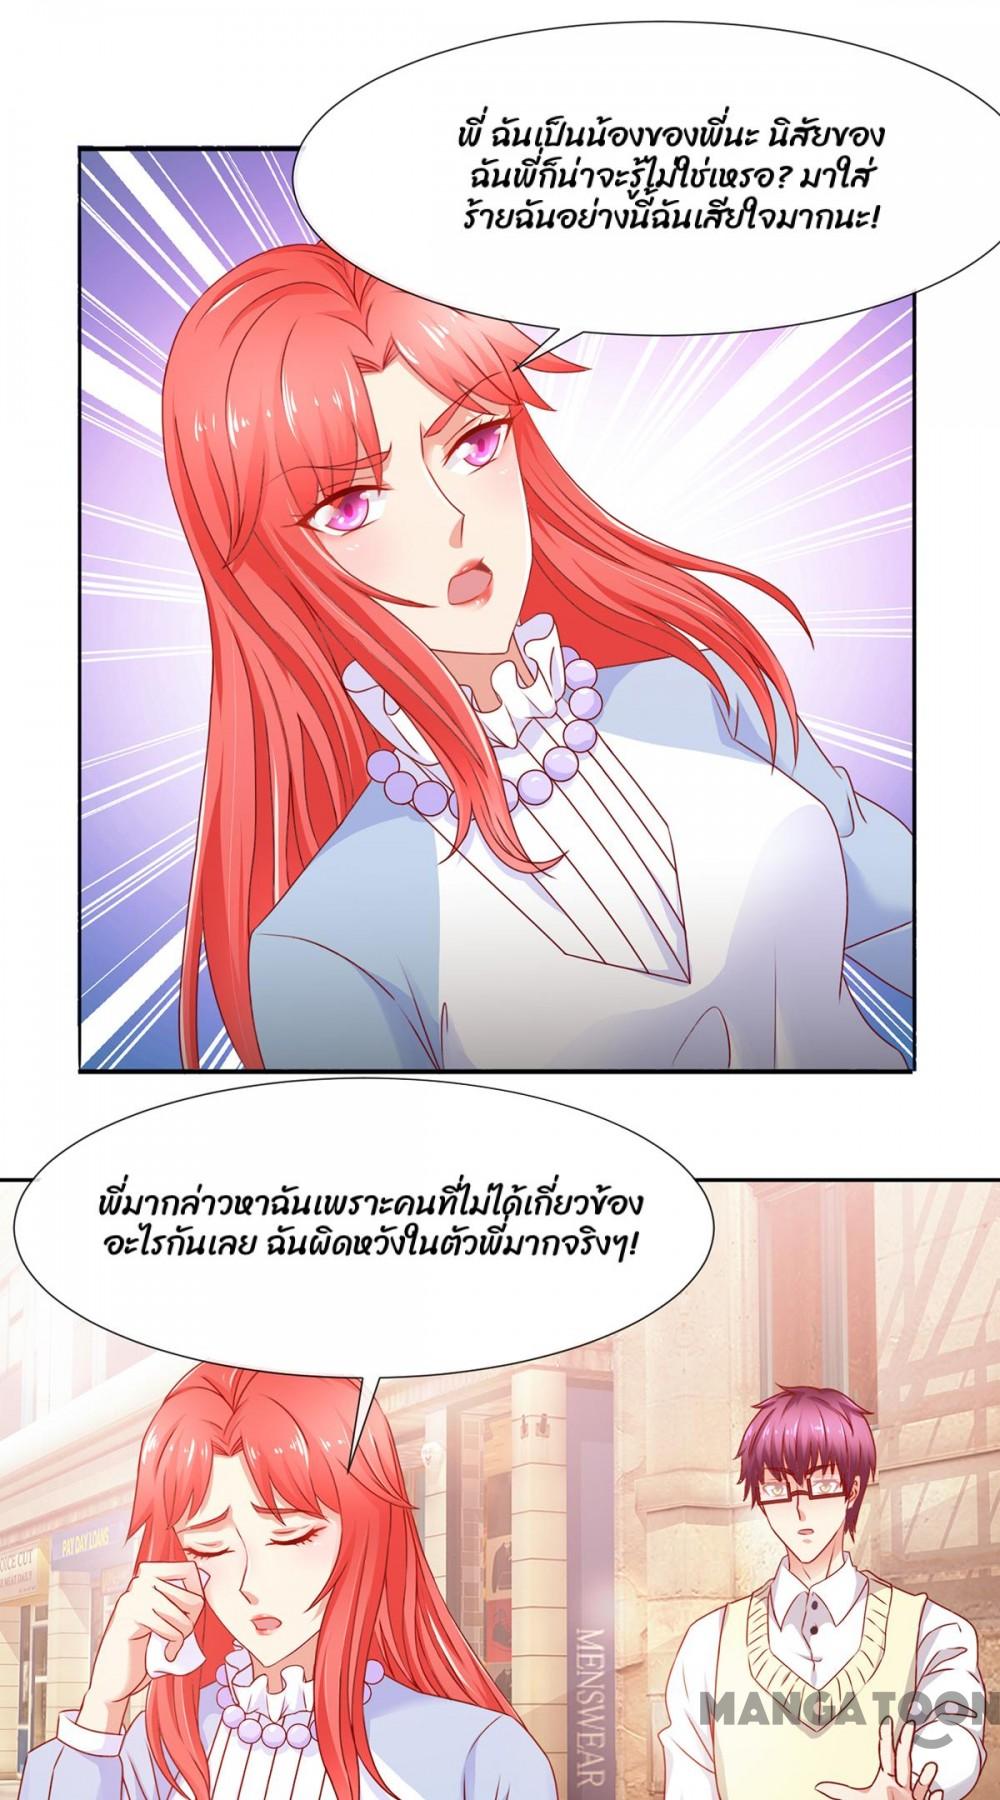 พี่ ฉันเป็นน้องของพี่นะ นิสัยของ
ฉันพี่ก็น่าจะรู้ไม่ใช่เหรอ? มาใส่
ร้ายฉันอย่างนี้ฉันเสียใจมากนะ!
พี่มากล่าวหาฉันเพราะคนที่ไม่ได้เกี่ยวข้อง
อะไรกันเลย ฉันผิดหวังในตัวพี่มากจริงๆ!
PAY DAY LOANS
MENSWEAR
MANGATOON